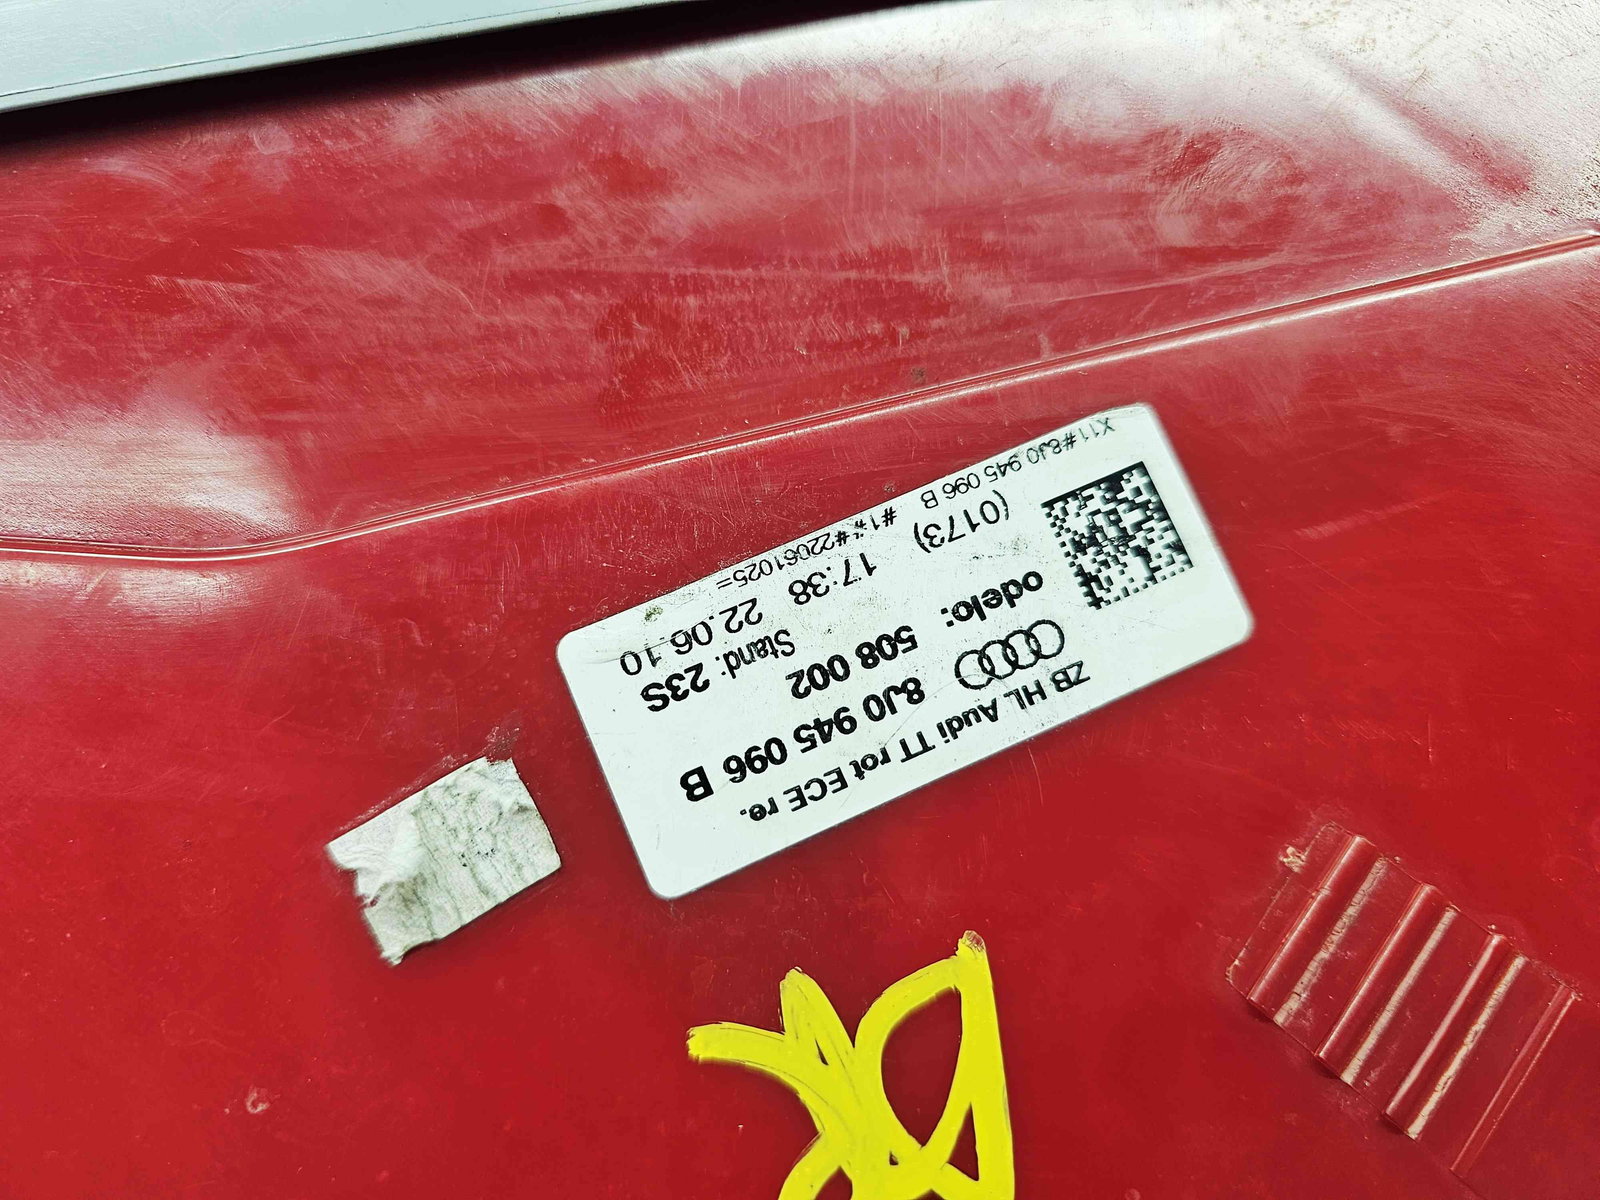 ZB HL Audi TT rot ECE re.
8J0 945 096 B
odelo: 508 002 Stand: 23S
(0173) 17:38 22.06.10
X11#8J0 945 096 B #1# *#22061025=